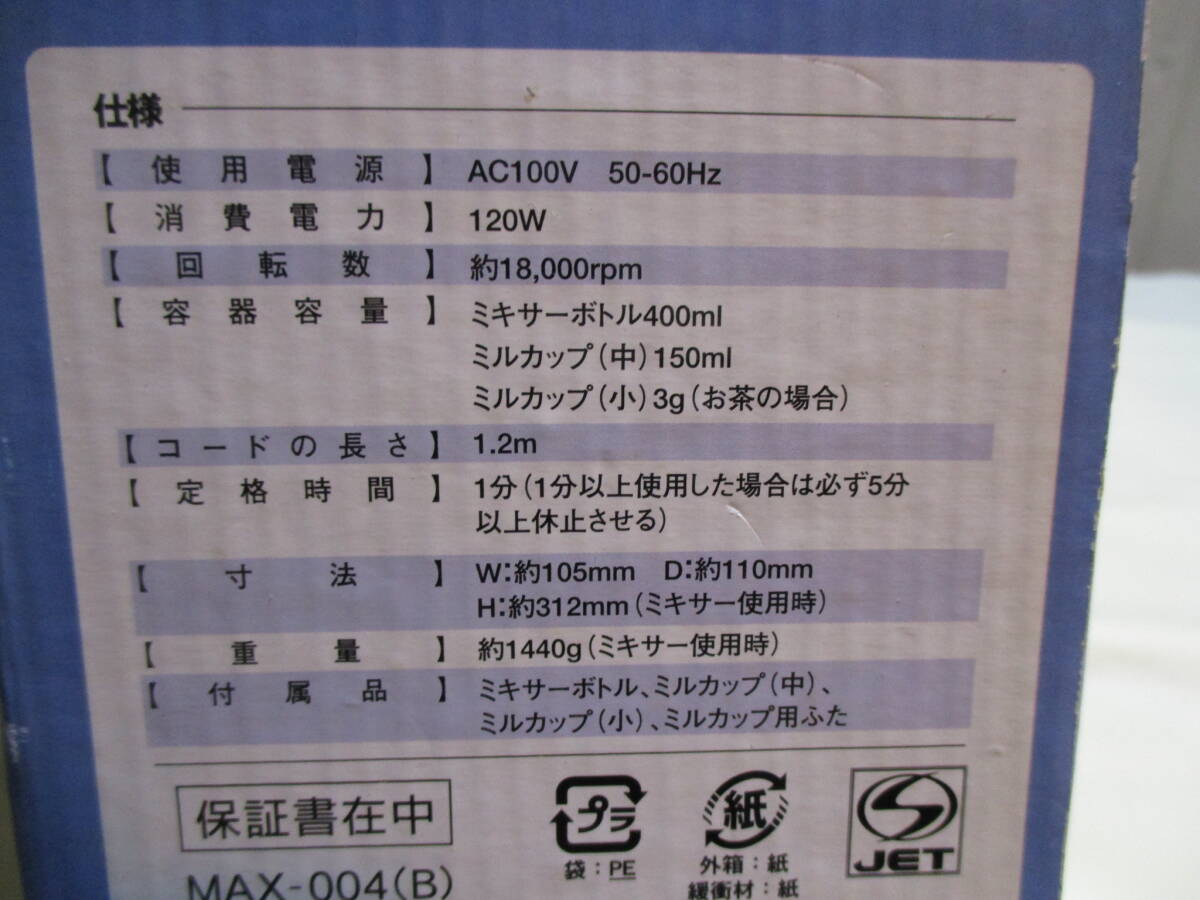 仕様
【使用電源】 AC100V 50-60Hz
【消費電力】 120W
【回転数】 約18,000rpm
【容器容量】 ミキサーボトル400ml
ミルカップ(中)150ml
ミルカップ(小)3g(お茶の場合)
【コードの長さ】 1.2m
【定格時間】 1分(1分以上使用した場合は必ず5分
以上休止させる)
【寸法】 W:約105mm D:約110mm
H:約312mm(ミキサー使用時)
【重量】 約1440g(ミキサー使用時)
【付属品】 ミキサーボトル、ミルカップ(中)、
ミルカップ(小)、ミルカップ用ふた
保証書在中
MAX-004(B)
プラ
袋:PE
紙
外箱:紙
緩衝材:紙
JET